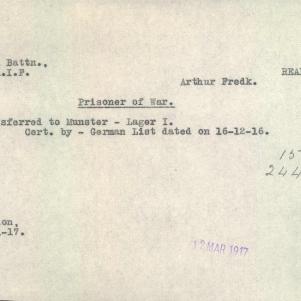 Battn.,
.I.F.
Arthur Fredk.
REA
Prisoner of War.
sferred to Munster - Lager I.
Cert. by - German List dated on 16-12-16.
15
244
on,
-17.
12 MAR 1917